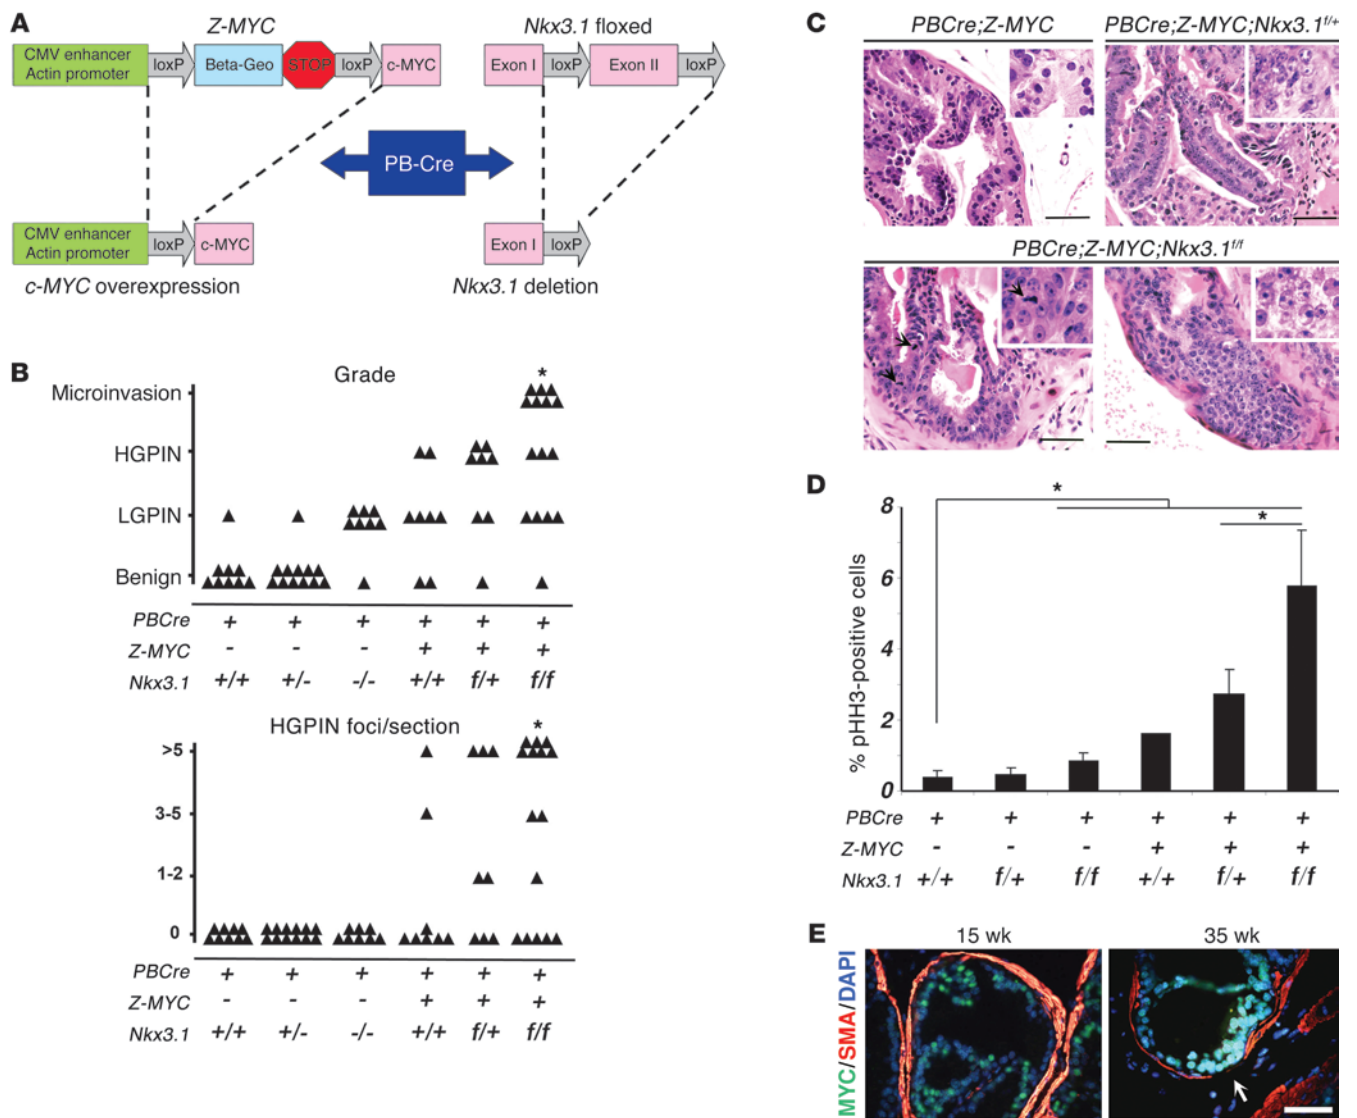 A
Z-MYC
Nkx3.1 floxed
CMV enhancer
Actin promoter
loxP
Beta-Geo
STOP
loxP
c-MYC
Exon I
loxP
Exon II
loxP
PB-Cre
CMV enhancer
Actin promoter
loxP
c-MYC
Exon I
loxP
c-MYC overexpression
Nkx3.1 deletion
B
Grade
*
Microinvasion
HGPIN
LGPIN
Benign
PBCre + + + + + +
Z-MYC - - - + + +
Nkx3.1 +/+ +/- -/- +/+ f/+ f/f
HGPIN foci/section
*
>5
3-5
1-2
0
PBCre + + + + + +
Z-MYC - - - + + +
Nkx3.1 +/+ +/- -/- +/+ f/+ f/f
C
PBCre;Z-MYC
PBCre;Z-MYC;Nkx3.1f/+
PBCre;Z-MYC;Nkx3.1f/f
D
% pHH3-positive cells
8
6
4
2
0
*
*
PBCre + + + + + +
Z-MYC - - - + + +
Nkx3.1 +/+ f/+ f/f +/+ f/+ f/f
E
15 wk
35 wk
MYC/SMA/DAPI